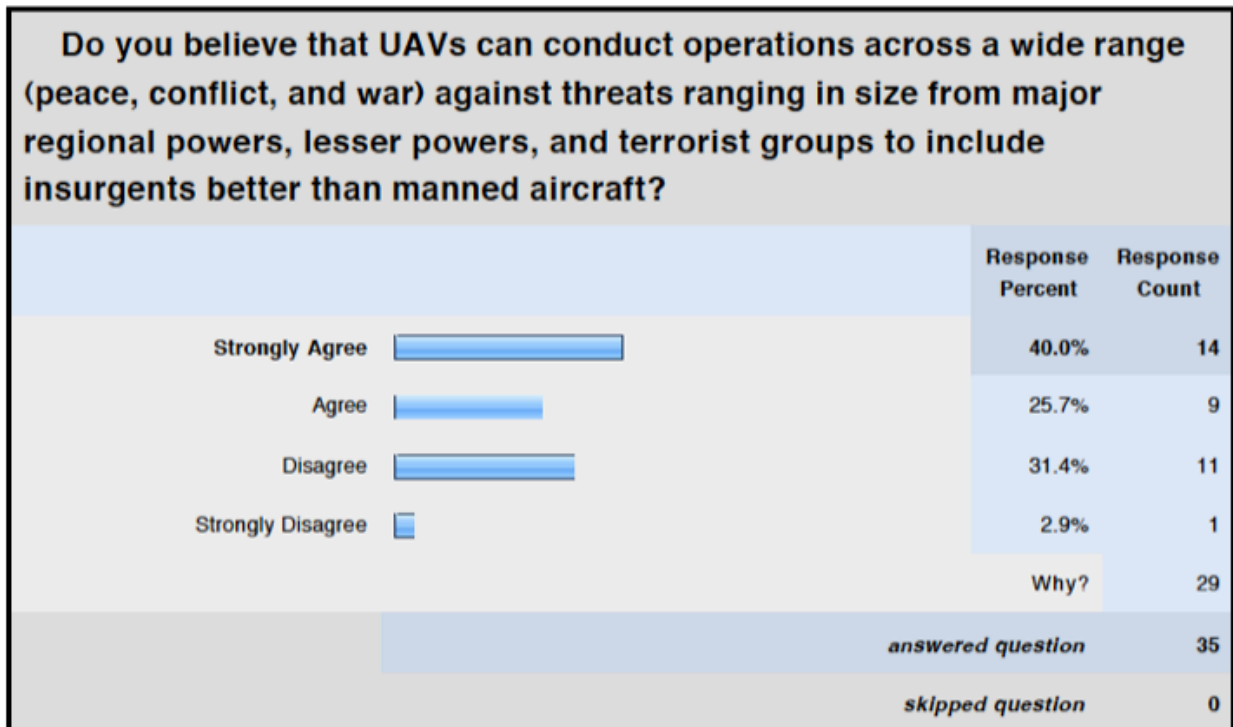 Do you believe that UAVs can conduct operations across a wide range
(peace, conflict, and war) against threats ranging in size from major
regional powers, lesser powers, and terrorist groups to include
insurgents better than manned aircraft?
Response Percent Response Count
Strongly Agree 40.0% 14
Agree 25.7% 9
Disagree 31.4% 11
Strongly Disagree 2.9% 1
Why? 29
answered question 35
skipped question 0